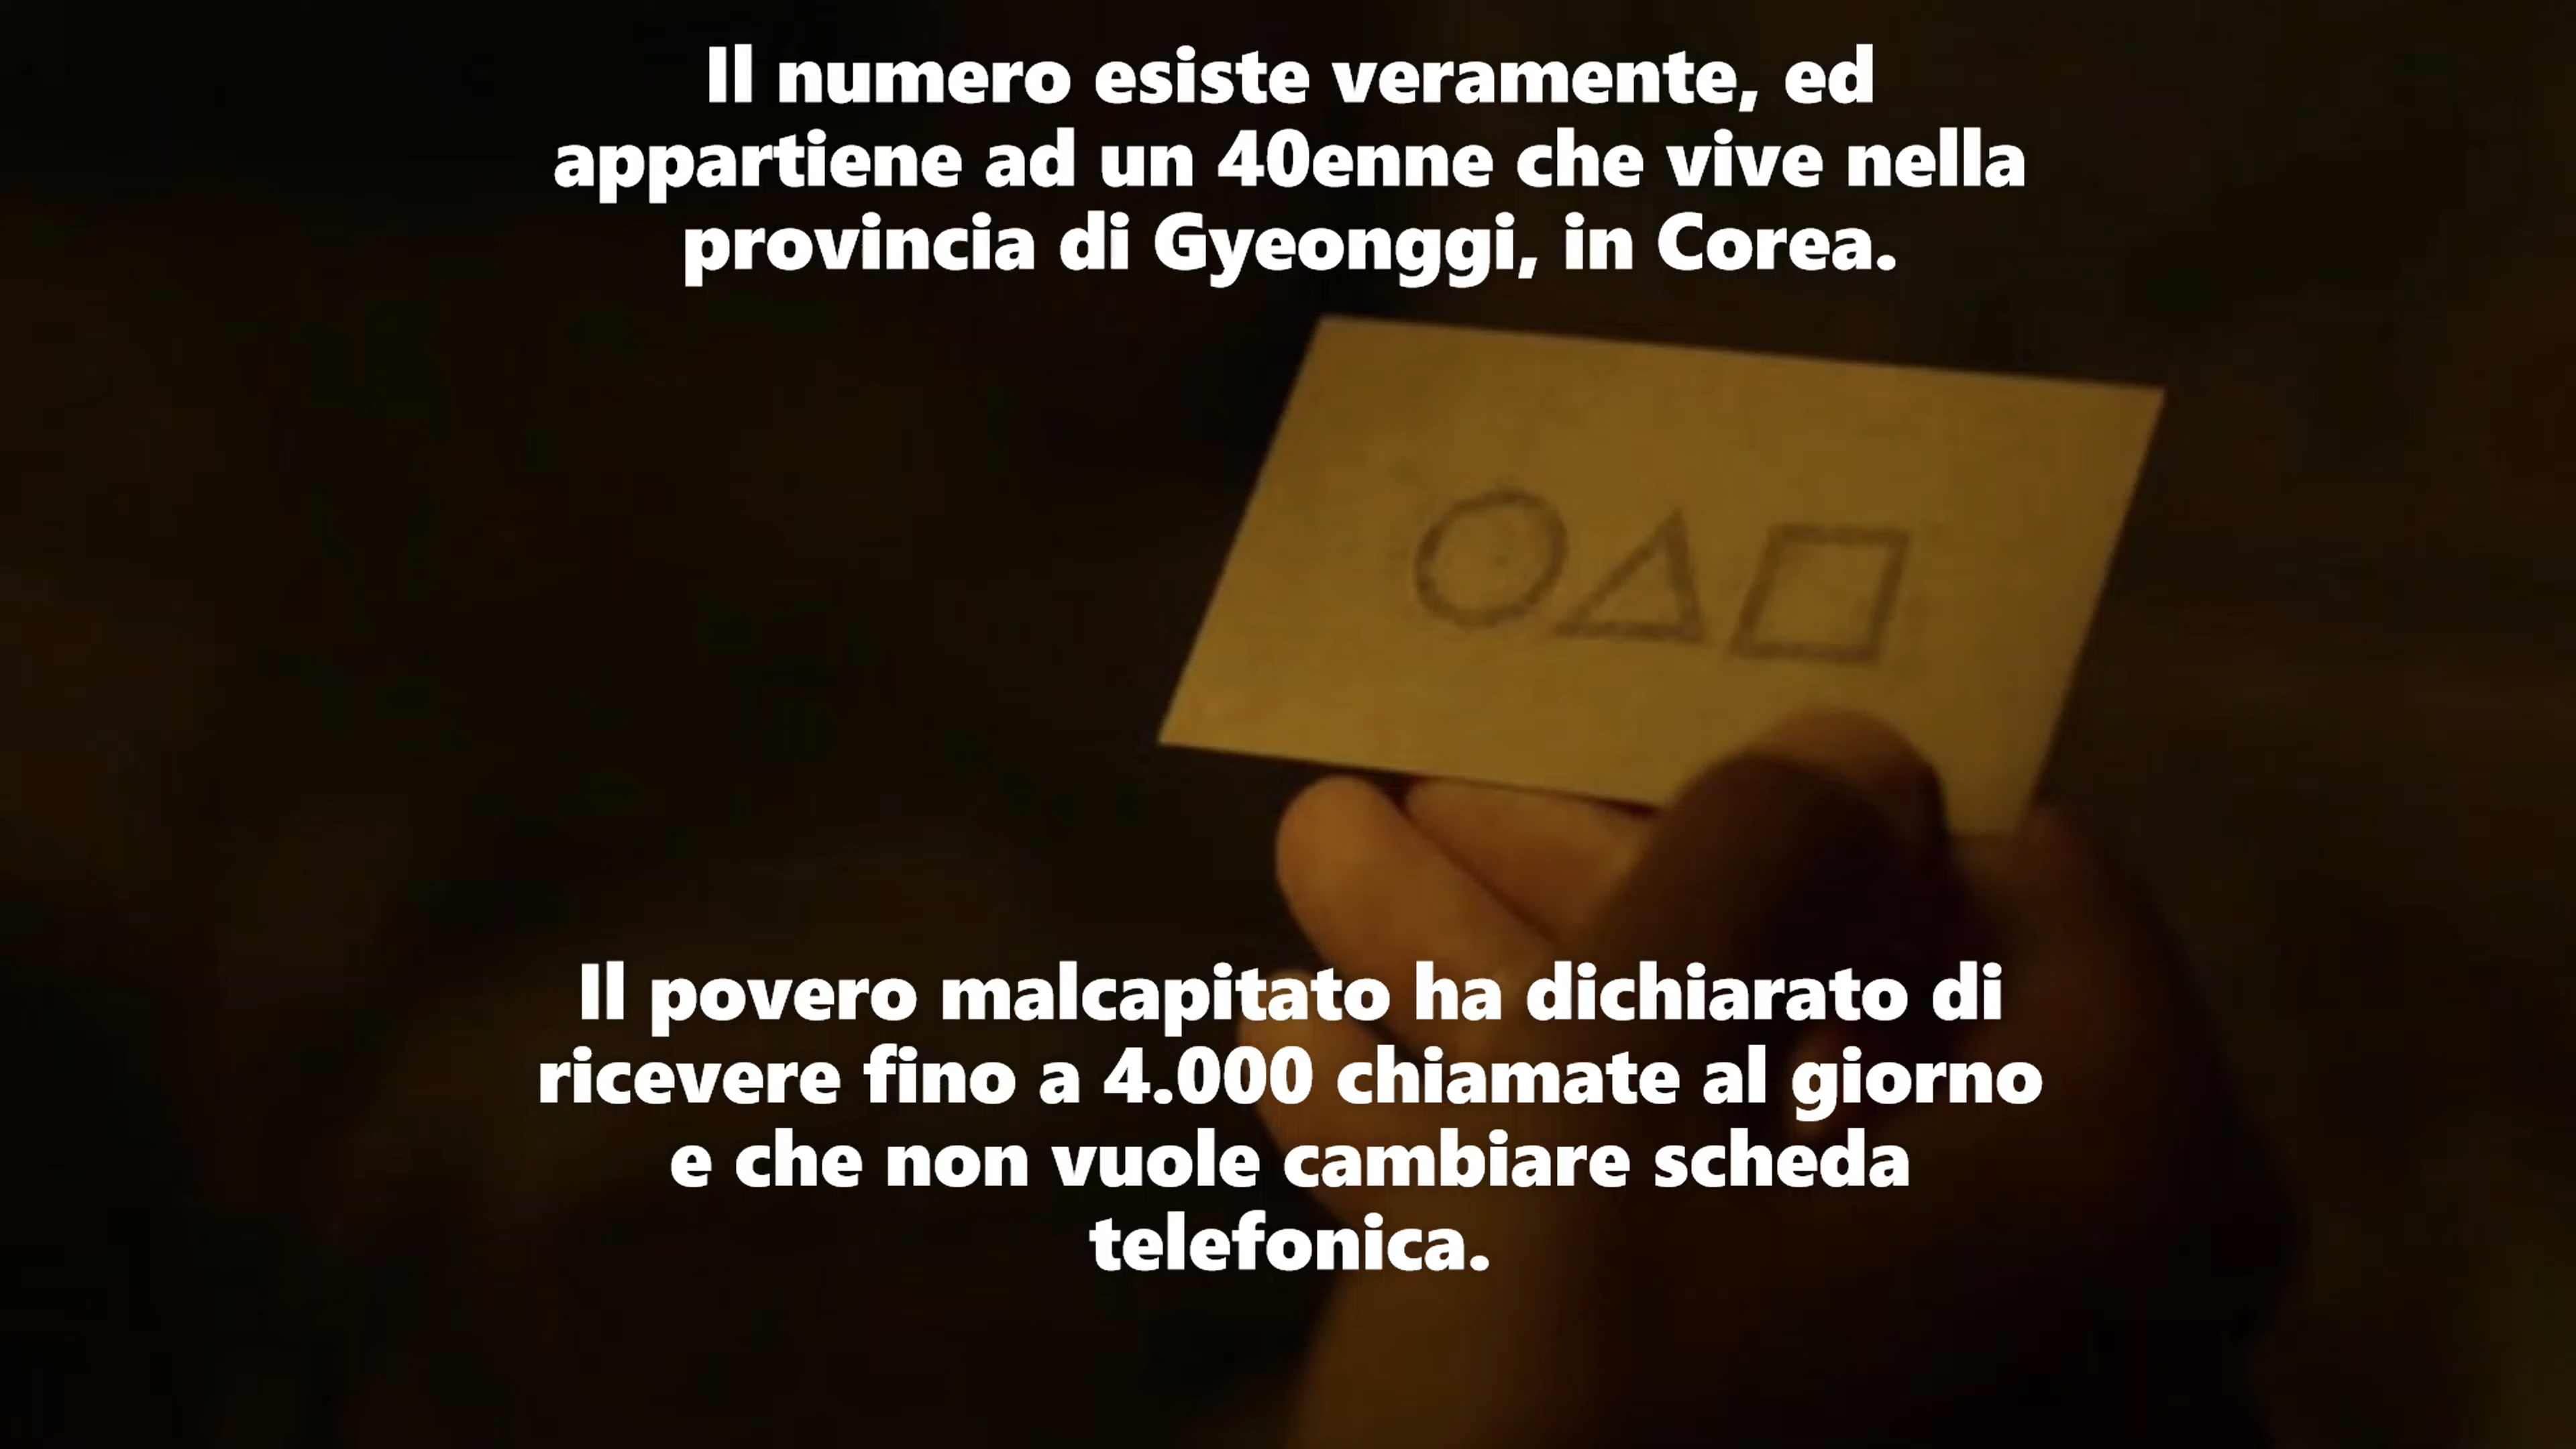 Il numero esiste veramente, ed
appartiene ad un 40enne che vive nella
provincia di Gyeonggi, in Corea.
Il povero malcapitato ha dichiarato di
ricevere fino a 4.000 chiamate al giorno
e che non vuole cambiare scheda
telefonica.